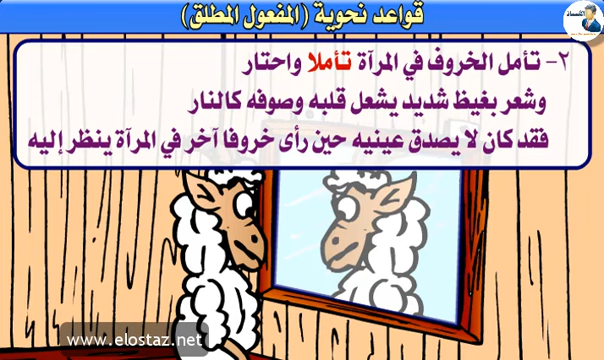 قواعد نحوية (المفعول المطلق)
٢- تأمل الخروف في المرآة تأملا واحتار
وشعر بغيظ شديد يشعل قلبه وصوفه كالنار
فقد كان لا يصدق عينيه حين رأى خروفا آخر في المرآة ينظر إليه
www.elostaz.net